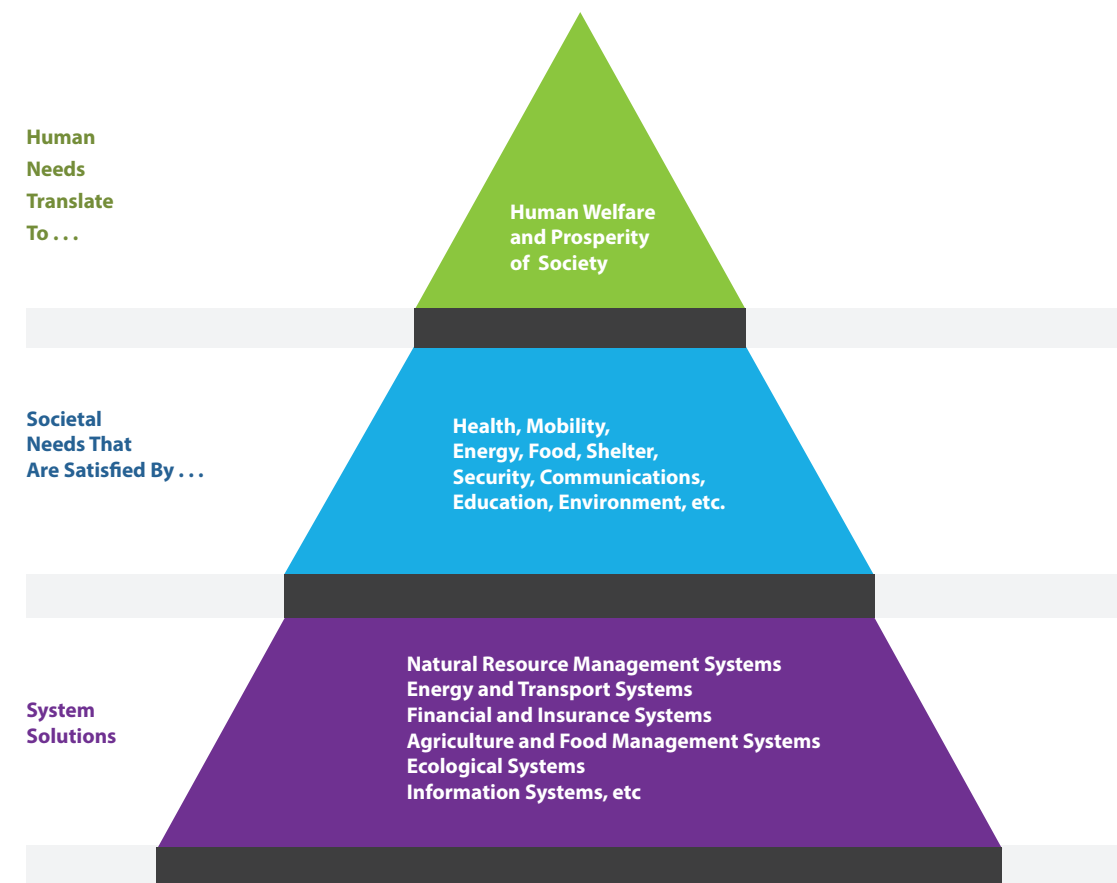 Human
Needs
Translate
To . . .
Human Welfare
and Prosperity
of Society
Societal
Needs That
Are Satisfied By . . .
Health, Mobility,
Energy, Food, Shelter,
Security, Communications,
Education, Environment, etc.
System
Solutions
Natural Resource Management Systems
Energy and Transport Systems
Financial and Insurance Systems
Agriculture and Food Management Systems
Ecological Systems
Information Systems, etc